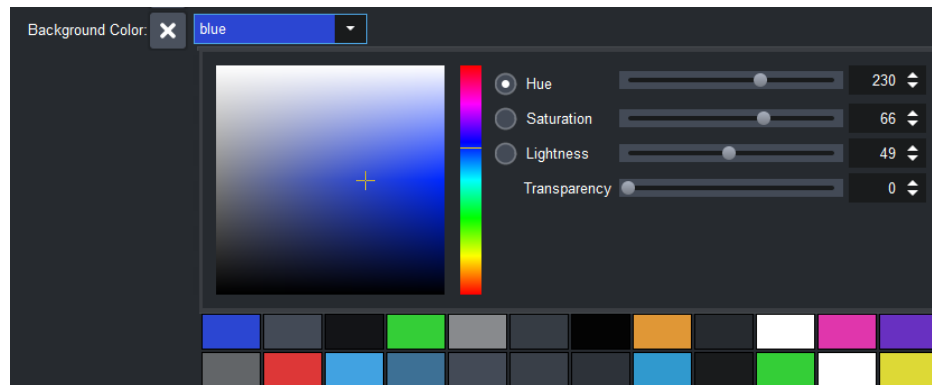 Background Color: blue
Hue 230
Saturation 66
Lightness 49
Transparency 0